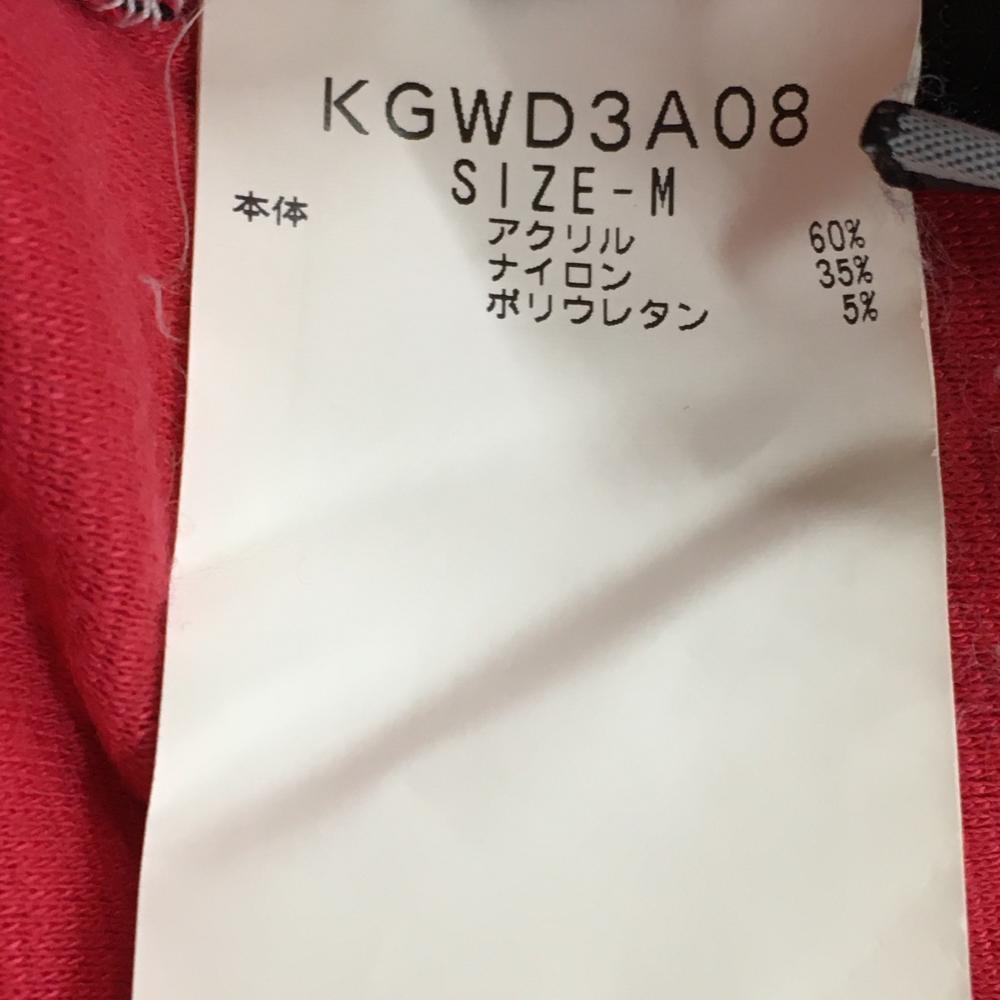 KGWD3A08
SIZE-M
本体
アクリル 60%
ナイロン 35%
ポリウレタン 5%